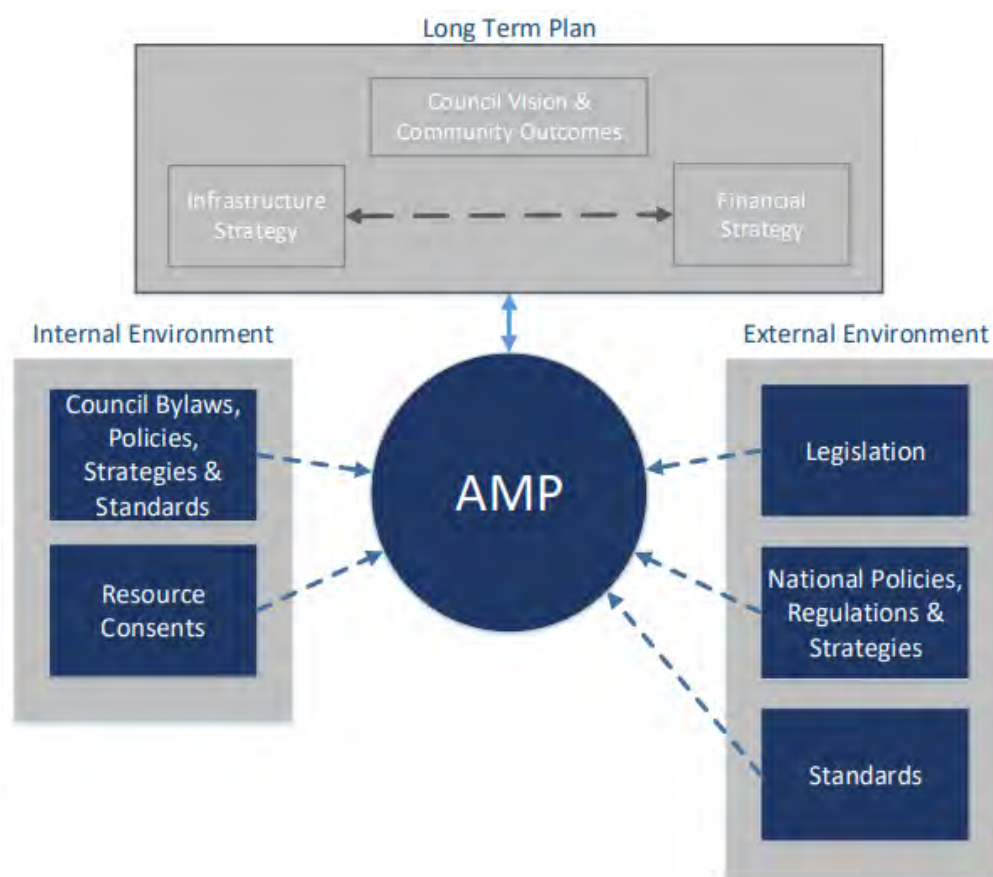 Long Term Plan
Council Vision &
Community Outcomes
Infrastructure
Strategy
Financial
Strategy
Internal Environment
Council Bylaws,
Policies,
Strategies &
Standards
Resource
Consents
AMP
External Environment
Legislation
National Policies,
Regulations &
Strategies
Standards